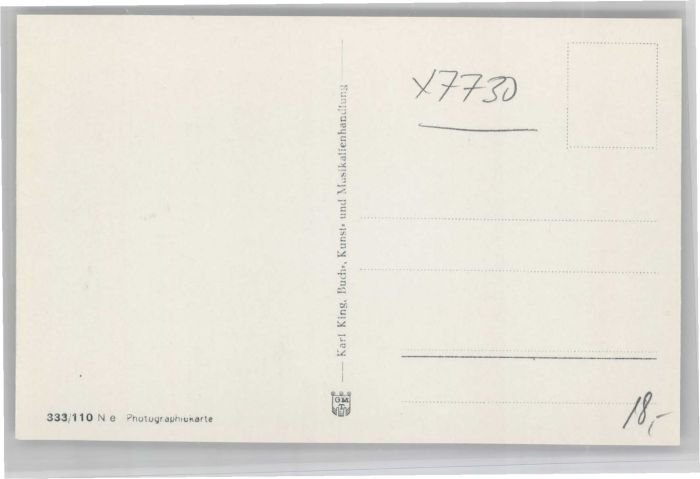 X7730
Karl King, Buch-, Kunst- und Musikalienhandlung
333/110 N e Photographiekarte
18,-